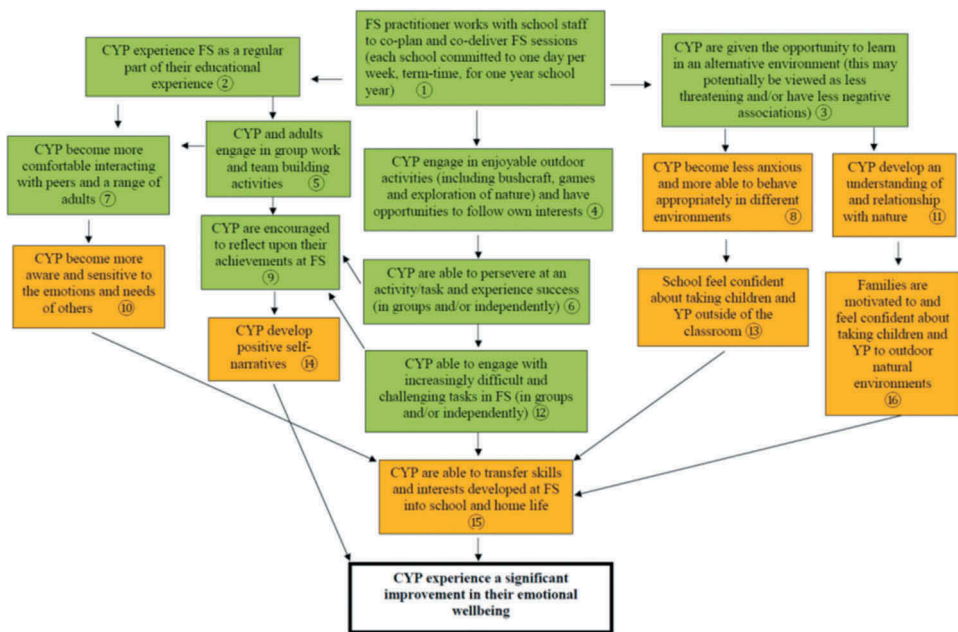 FS practitioner works with school staff
to co-plan and co-deliver FS sessions
(each school committed to one day per
week, term-time, for one year school
year) ①
CYP experience FS as a regular
part of their educational
experience ②
CYP are given the opportunity to learn
in an alternative environment (this may
potentially be viewed as less
threatening and/or have less negative
associations) ③
CYP engage in enjoyable outdoor
activities (including bushcraft, games
and exploration of nature) and have
opportunities to follow own interests ④
CYP and adults
engage in group work
and team building
activities ⑤
CYP are able to persevere at an
activity/task and experience success
(in groups and/or independently) ⑥
CYP become more
comfortable interacting
with peers and a range of
adults ⑦
CYP become less anxious
and more able to behave
appropriately in different
environments ⑧
CYP are encouraged
to reflect upon their
achievements at FS
⑨
CYP become more
aware and sensitive to
the emotions and needs
of others ⑩
CYP develop an
understanding of
and relationship
with nature ⑪
CYP able to engage with
increasingly difficult and
challenging tasks in FS (in groups
and/or independently) ⑫
School feel confident
about taking children and
YP outside of the
classroom ⑬
CYP develop
positive self-
narratives ⑭
CYP are able to transfer skills
and interests developed at FS
into school and home life
⑮
Families are
motivated to and
feel confident about
taking children and
YP to outdoor
natural
environments
⑯
CYP experience a significant
improvement in their emotional
wellbeing